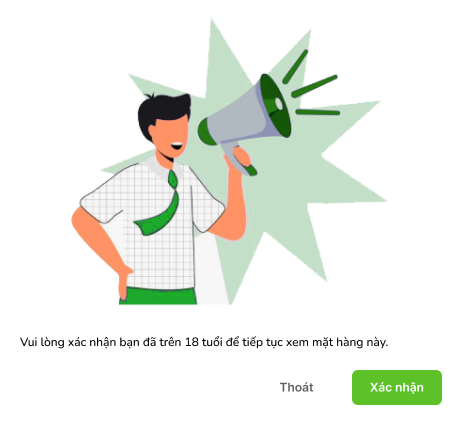 Vui lòng xác nhận bạn đã trên 18 tuổi để tiếp tục xem mặt hàng này.
Thoát
Xác nhận